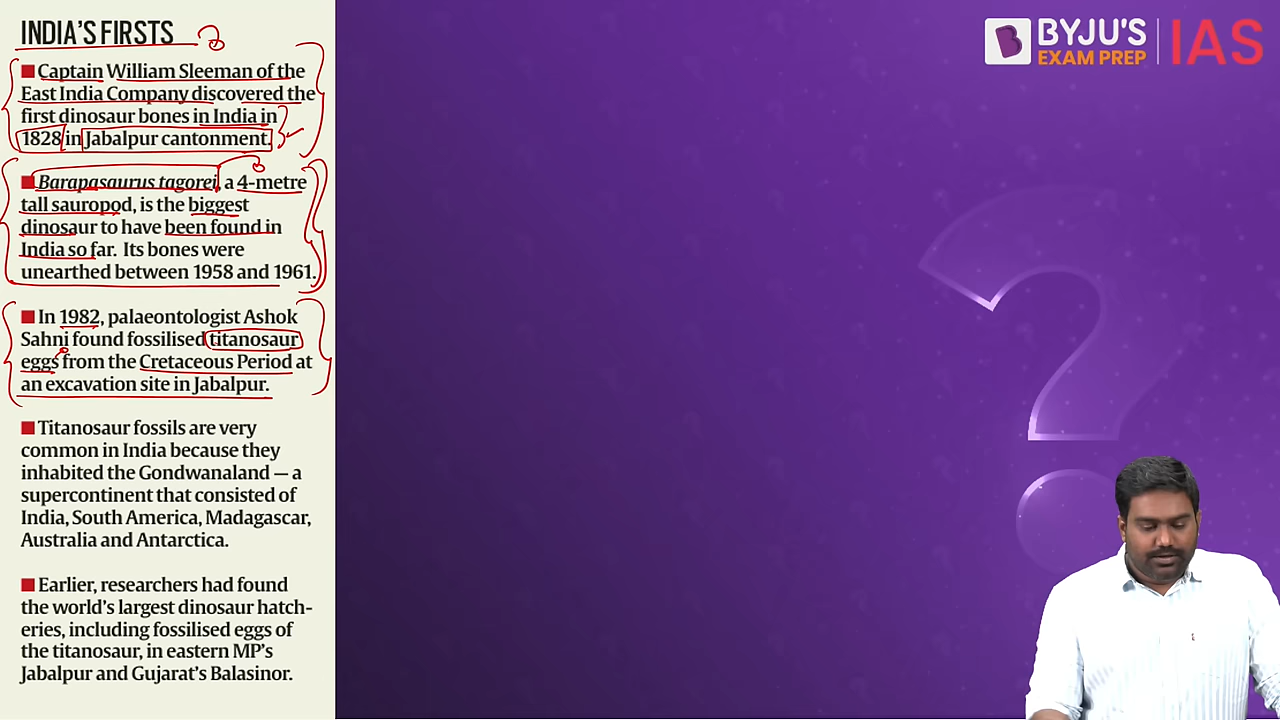 INDIA'S FIRSTS
Captain William Sleeman of the
East India Company discovered the
first dinosaur bones in India in
1828 in Jabalpur cantonment.
Barapasaurus tagorei, a 4-metre
tall sauropod, is the biggest
dinosaur to have been found in
India so far. Its bones were
unearthed between 1958 and 1961.
In 1982, palaeontologist Ashok
Sahni found fossilised titanosaur
eggs from the Cretaceous Period at
an excavation site in Jabalpur.
Titanosaur fossils are very
common in India because they
inhabited the Gondwanaland — a
supercontinent that consisted of
India, South America, Madagascar,
Australia and Antarctica.
Earlier, researchers had found
the world's largest dinosaur hatch-
eries, including fossilised eggs of
the titanosaur, in eastern MP's
Jabalpur and Gujarat's Balasinor.
BYJU'S
EXAM PREP
IAS